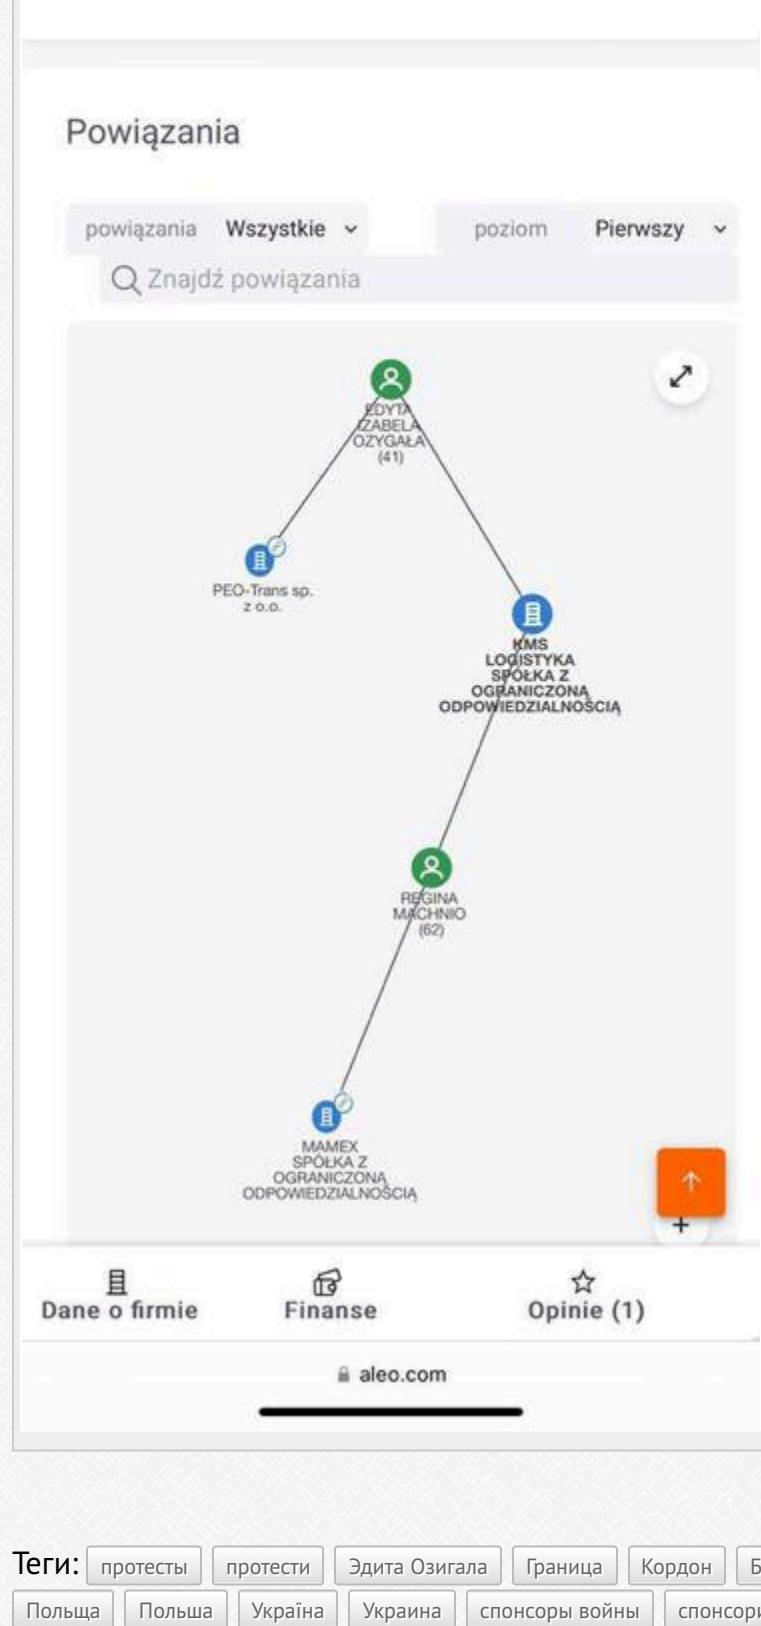 Powiązania
powiązania Wszystkie poziom Pierwszy
Znajdź powiązania
EDYTA
IZABELA
OZYGAŁA
(41)
PEO-Trans sp.
z o.o.
KMS
LOGISTYKA
SPÓŁKA Z
OGRANICZONĄ
ODPOWIEDZIALNOŚCIĄ
REGINA
MACHNIO
(62)
MAMEX
SPÓŁKA Z
OGRANICZONĄ
ODPOWIEDZIALNOŚCIĄ
+
Dane o firmie Finanse Opinie (1)
aleo.com
Теги: протесты протести Эдита Озигала Граница Кордон Б
Польща Польша Україна Украина спонсоры войны спонсори